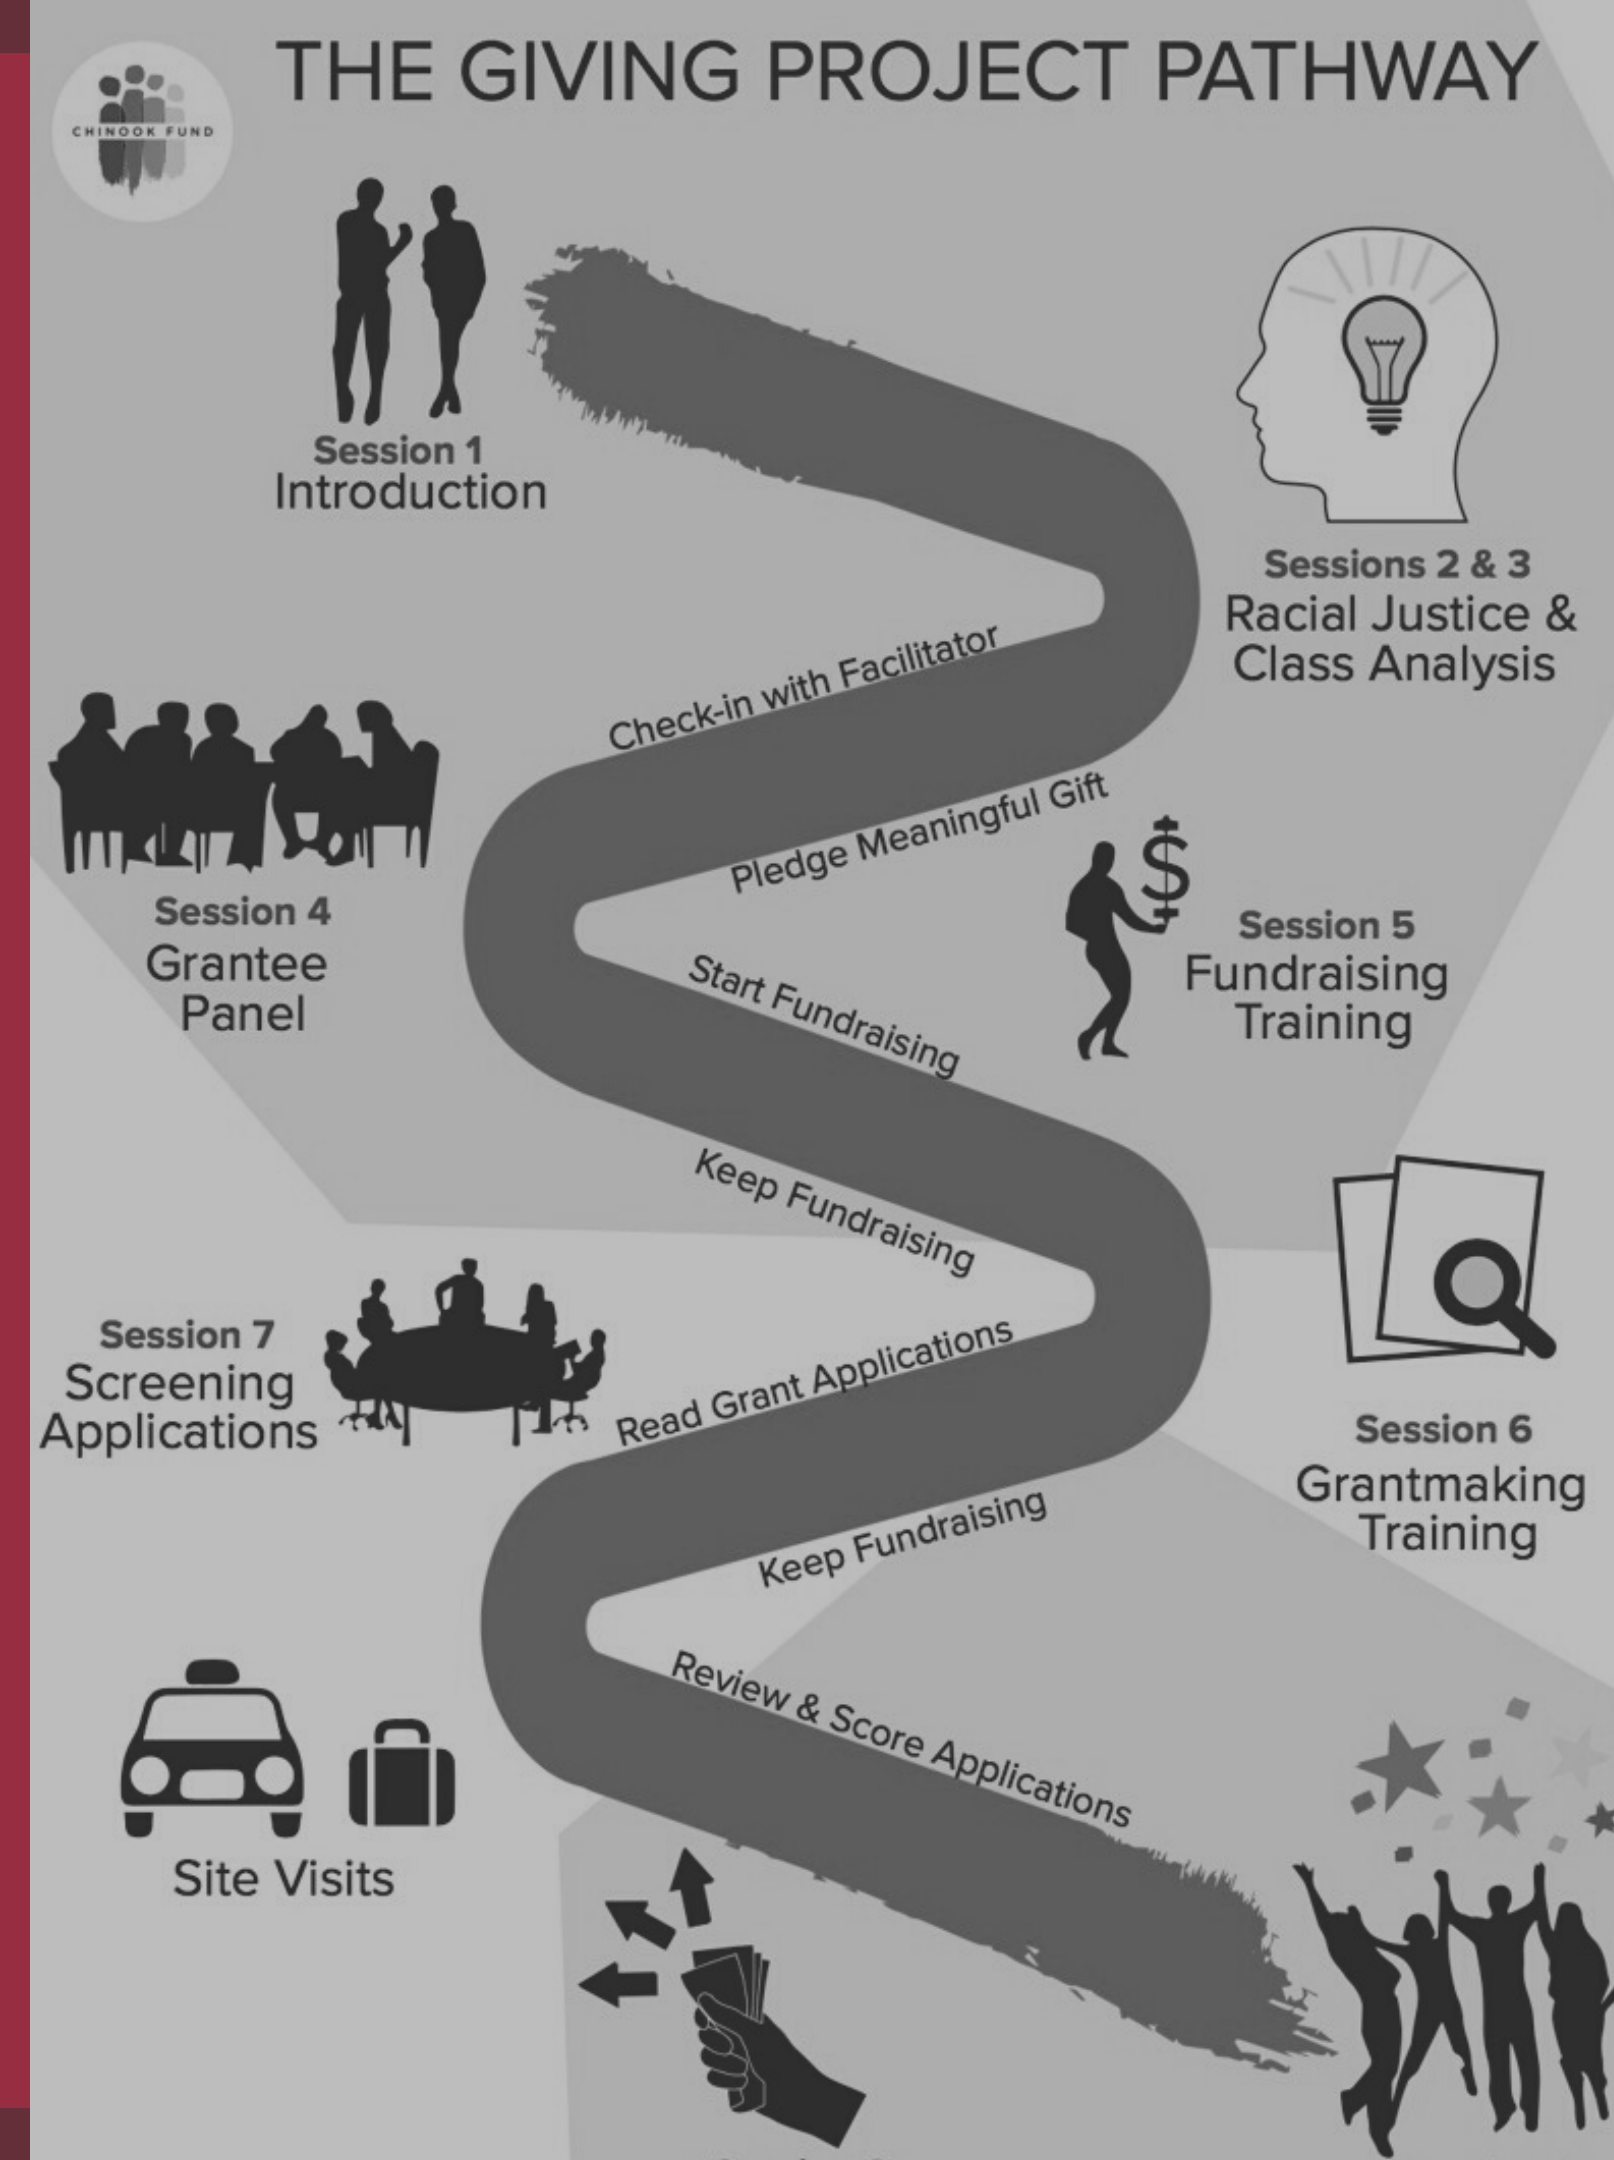 THE GIVING PROJECT PATHWAY
CHINOOK FUND
Session 1
Introduction
Sessions 2 & 3
Racial Justice &
Class Analysis
Check-in with Facilitator
Pledge Meaningful Gift
Session 4
Grantee
Panel
Session 5
Fundraising
Training
Start Fundraising
Keep Fundraising
Session 6
Grantmaking
Training
Read Grant Applications
Keep Fundraising
Session 7
Screening
Applications
Review & Score Applications
Site Visits